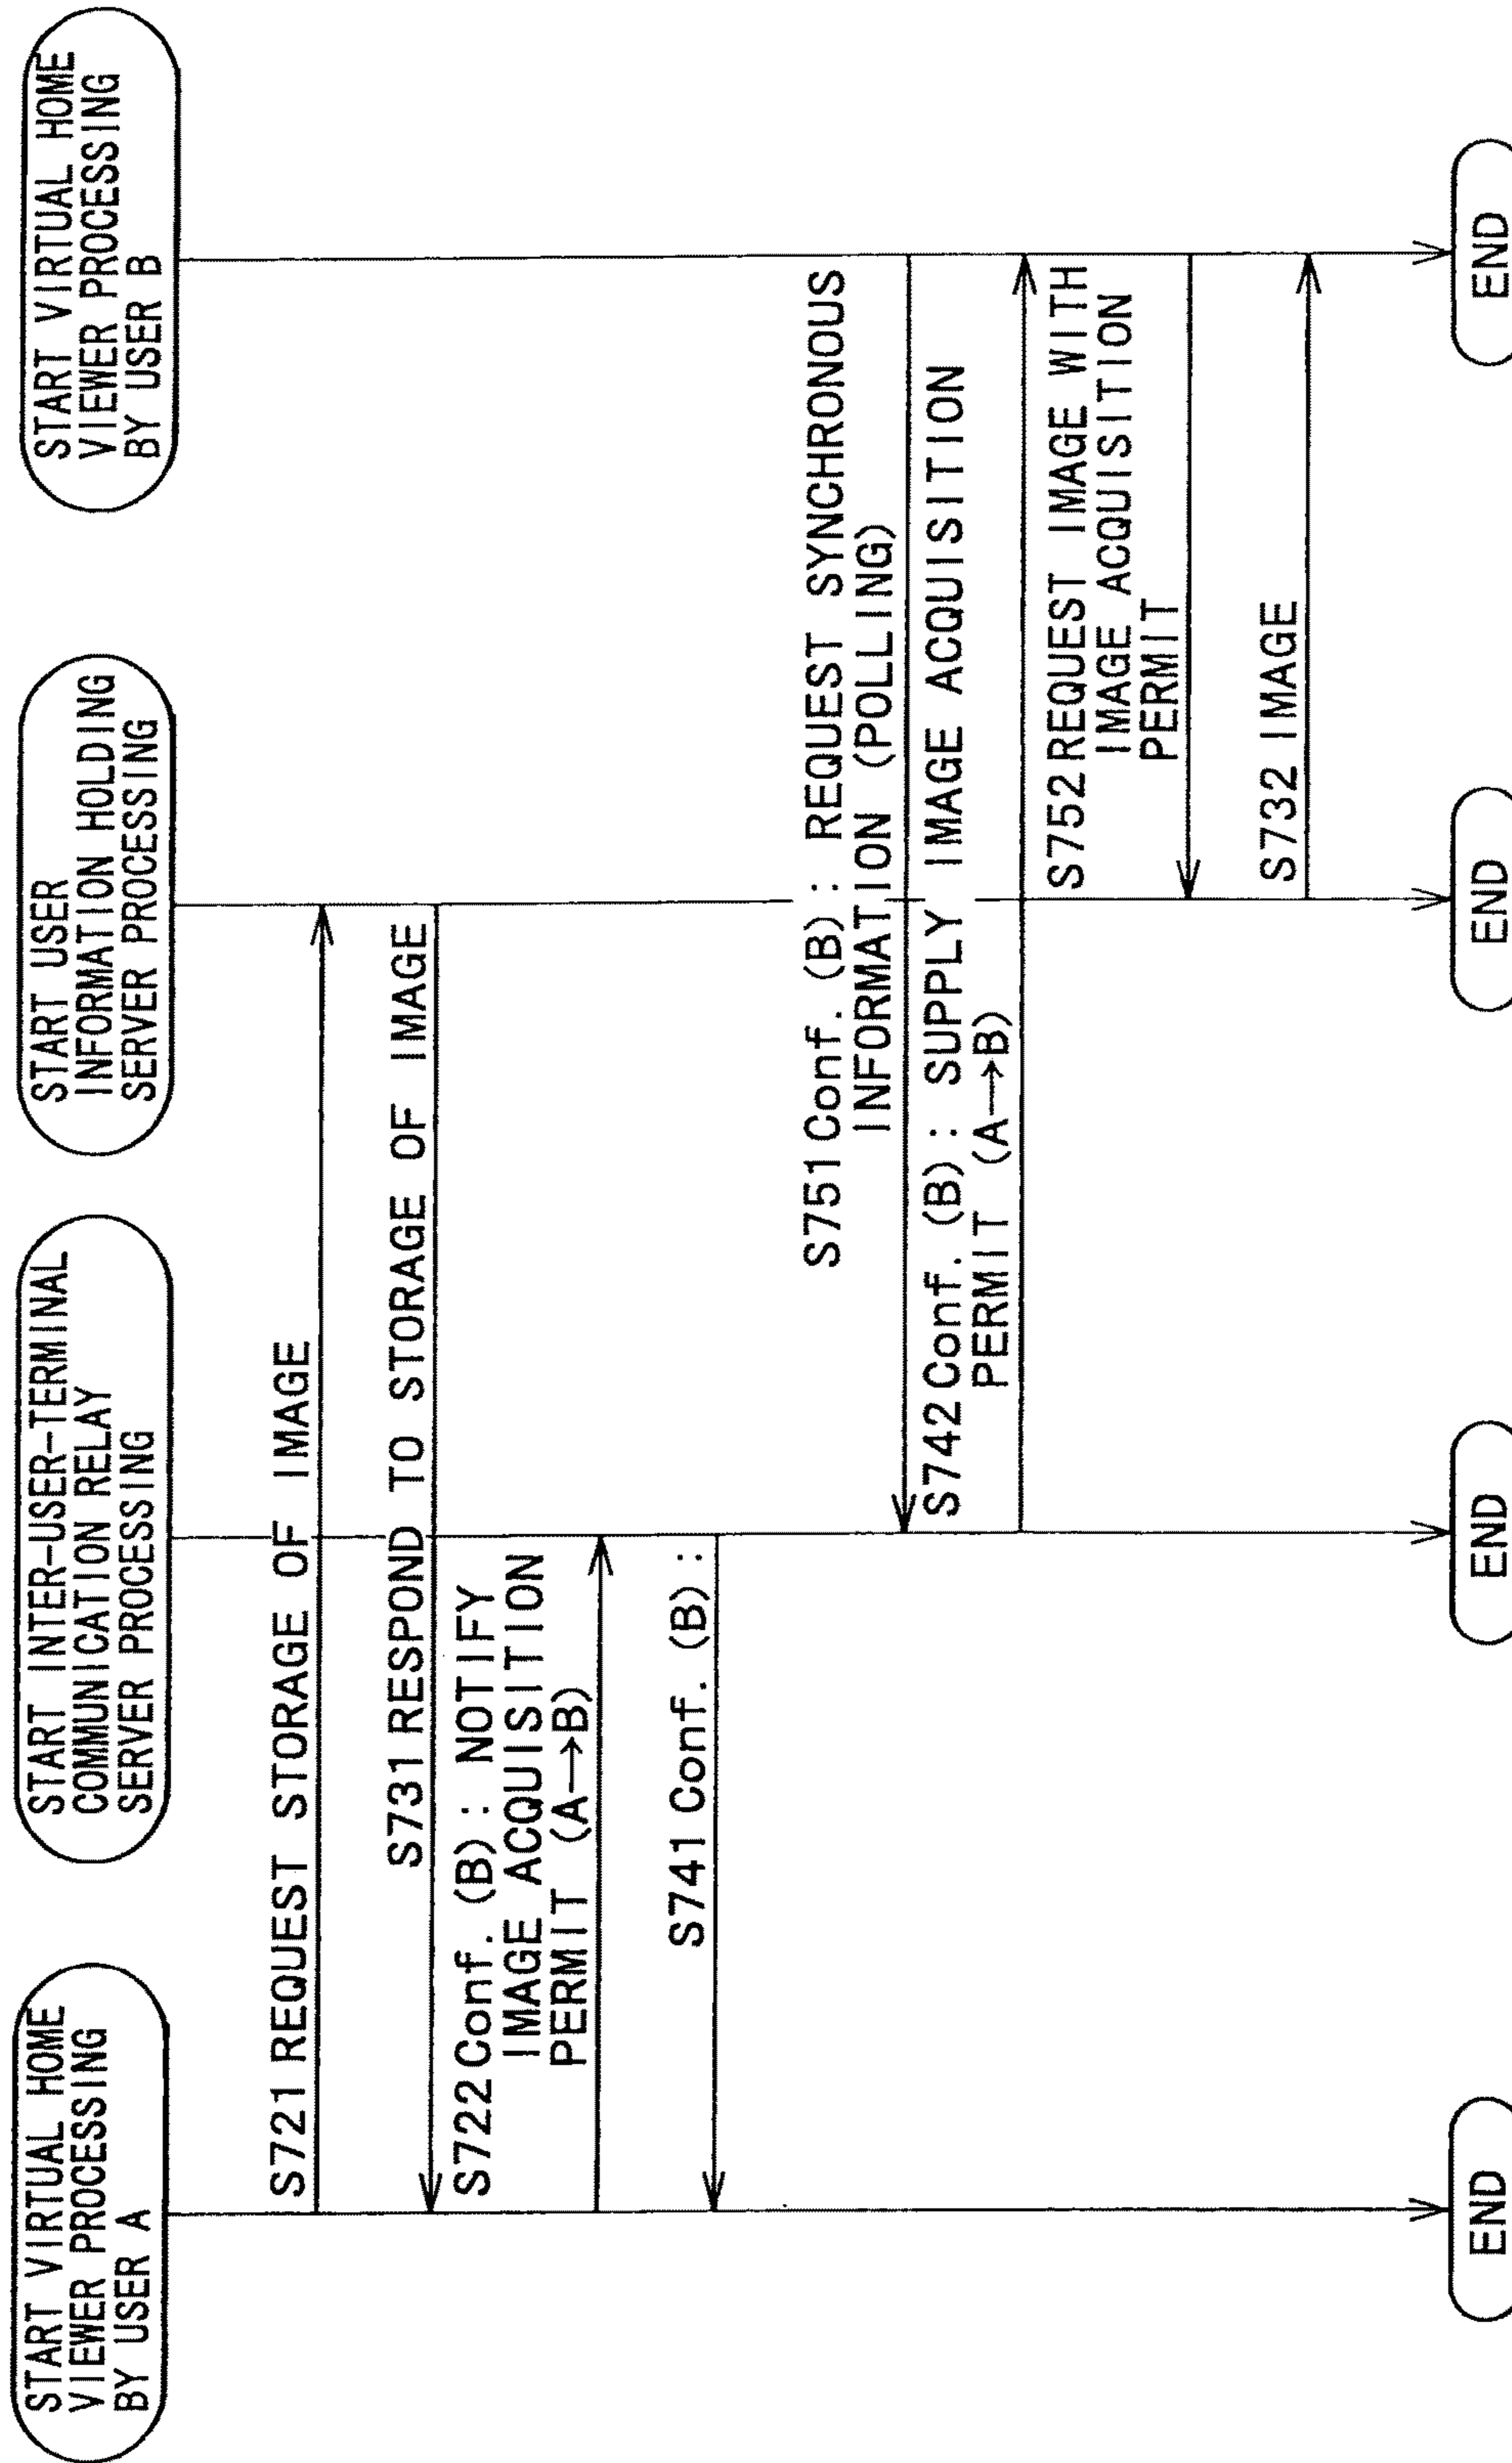 START VIRTUAL HOME
VIEWER PROCESSING
BY USER A
START INTER-USER-TERMINAL
COMMUNICATION RELAY
SERVER PROCESSING
START USER
INFORMATION HOLDING
SERVER PROCESSING
START VIRTUAL HOME
VIEWER PROCESSING
BY USER B
S721 REQUEST STORAGE OF IMAGE
S731 RESPOND TO STORAGE OF IMAGE
S722 Conf. (B) : NOTIFY
IMAGE ACQUISITION
PERMIT (A→B)
S741 Conf. (B) :
S751 Conf. (B) : REQUEST SYNCHRONOUS
INFORMATION (POLLING)
S742 Conf. (B) : SUPPLY IMAGE ACQUISITION
PERMIT (A→B)
S752 REQUEST IMAGE WITH
IMAGE ACQUISITION
PERMIT
S732 IMAGE
END
END
END
END